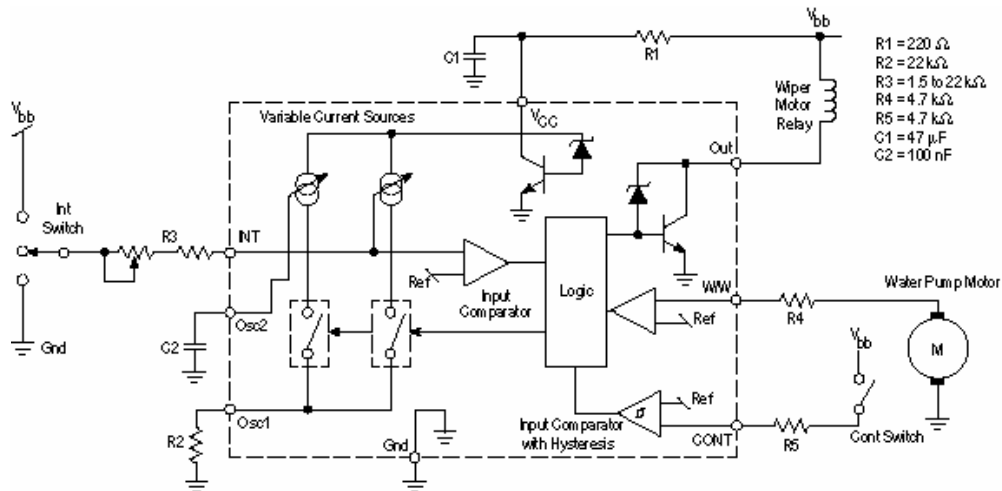 Vbb
R1
C1
Vbb
R1 = 220 Ω
R2 = 22 kΩ
R3 = 1.5 to 22 kΩ
R4 = 4.7 kΩ
R5 = 4.7 kΩ
C1 = 47 µF
C2 = 100 nF
Wiper
Motor
Relay
Variable Current Sources
VCC
Out
Int
Switch
R3
INT
Ref
Input
Comparator
Logic
W/W
Ref
R4
Water Pump Motor
M
Osc2
C2
Gnd
Vbb
Osc1
R2
Gnd
Input Comparator
with Hysteresis
Ref
CONT
R5
Cont Switch